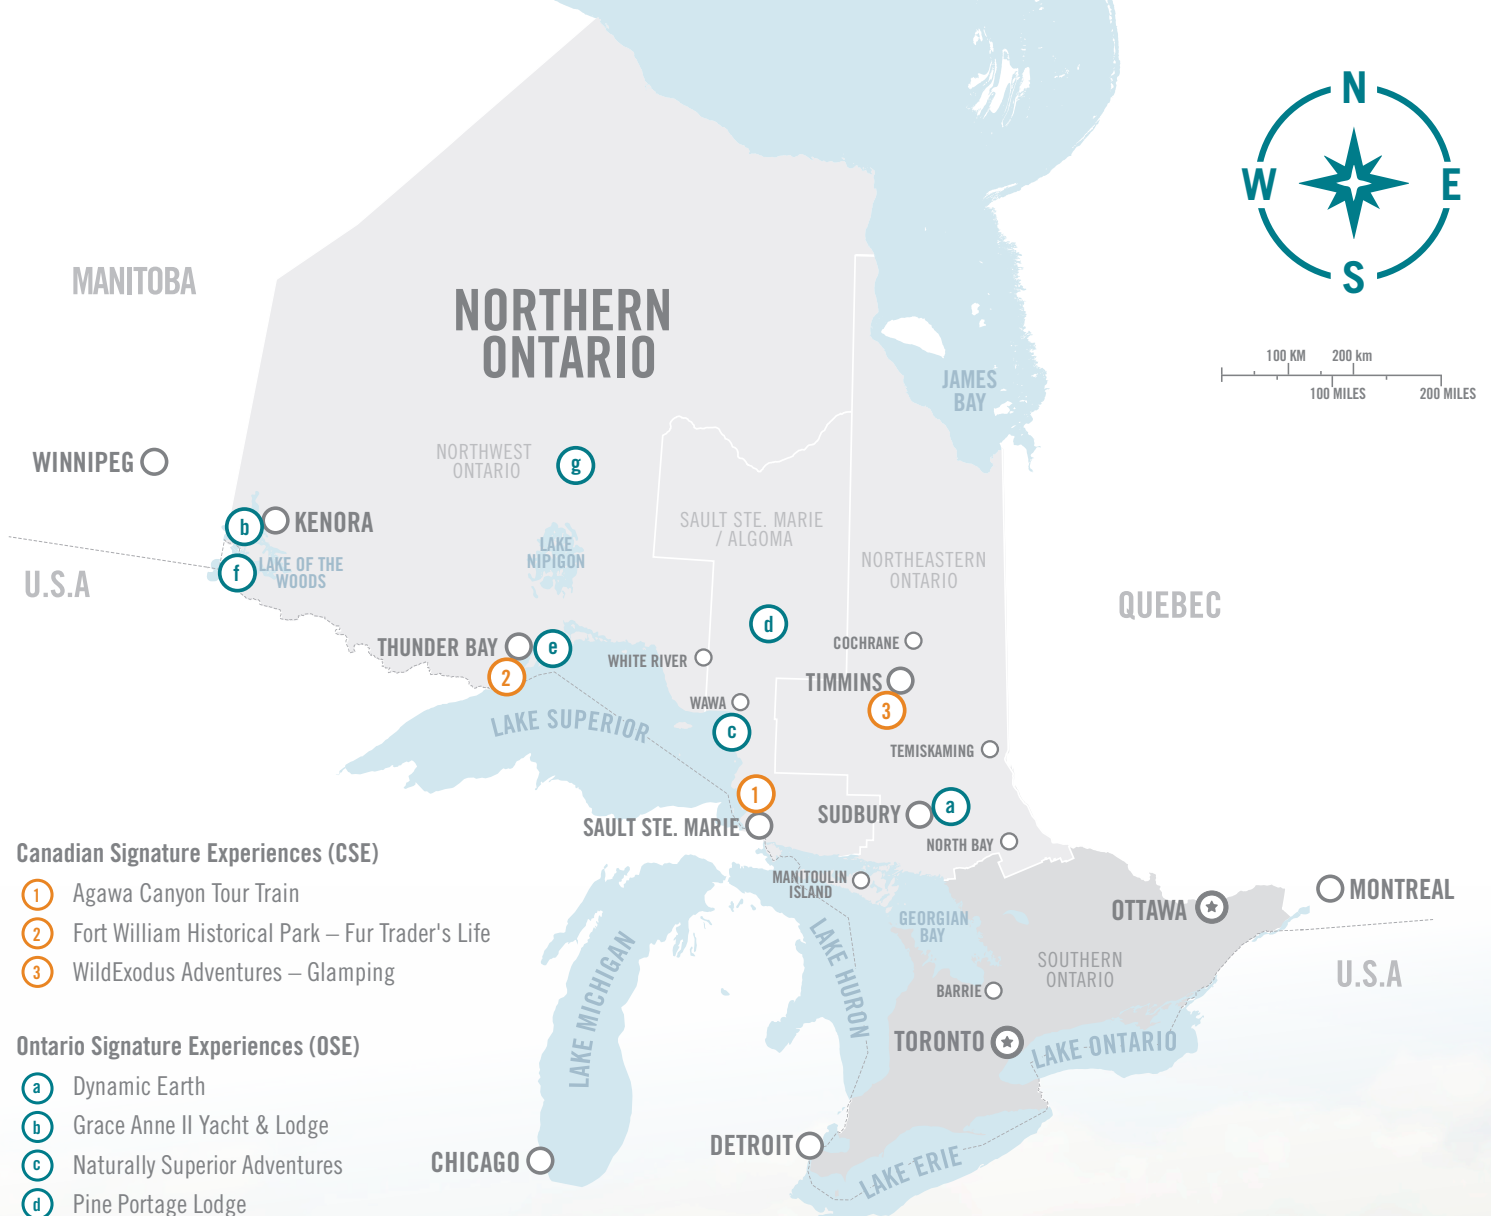 N
W
E
S
MANITOBA
NORTHERN
ONTARIO
100 KM 200 km
100 MILES 200 MILES
JAMES
BAY
WINNIPEG
NORTHWEST
ONTARIO
g
b
KENORA
SAULT STE. MARIE
/ ALGOMA
LAKE
NIPIGON
NORTHEASTERN
ONTARIO
U.S.A
f
LAKE OF THE
WOODS
QUEBEC
d
THUNDER BAY
e
WHITE RIVER
COCHRANE
2
TIMMINS
3
WAWA
LAKE SUPERIOR
c
TEMISKAMING
1
SAULT STE. MARIE
SUDBURY
a
NORTH BAY
MANITOULIN
ISLAND
OTTAWA
MONTREAL
GEORGIAN
BAY
LAKE MICHIGAN
LAKE HURON
SOUTHERN
ONTARIO
U.S.A
BARRIE
TORONTO
LAKE ONTARIO
CHICAGO
DETROIT
LAKE ERIE
Canadian Signature Experiences (CSE)
1 Agawa Canyon Tour Train
2 Fort William Historical Park – Fur Trader's Life
3 WildExodus Adventures – Glamping
Ontario Signature Experiences (OSE)
a Dynamic Earth
b Grace Anne II Yacht & Lodge
c Naturally Superior Adventures
d Pine Portage Lodge